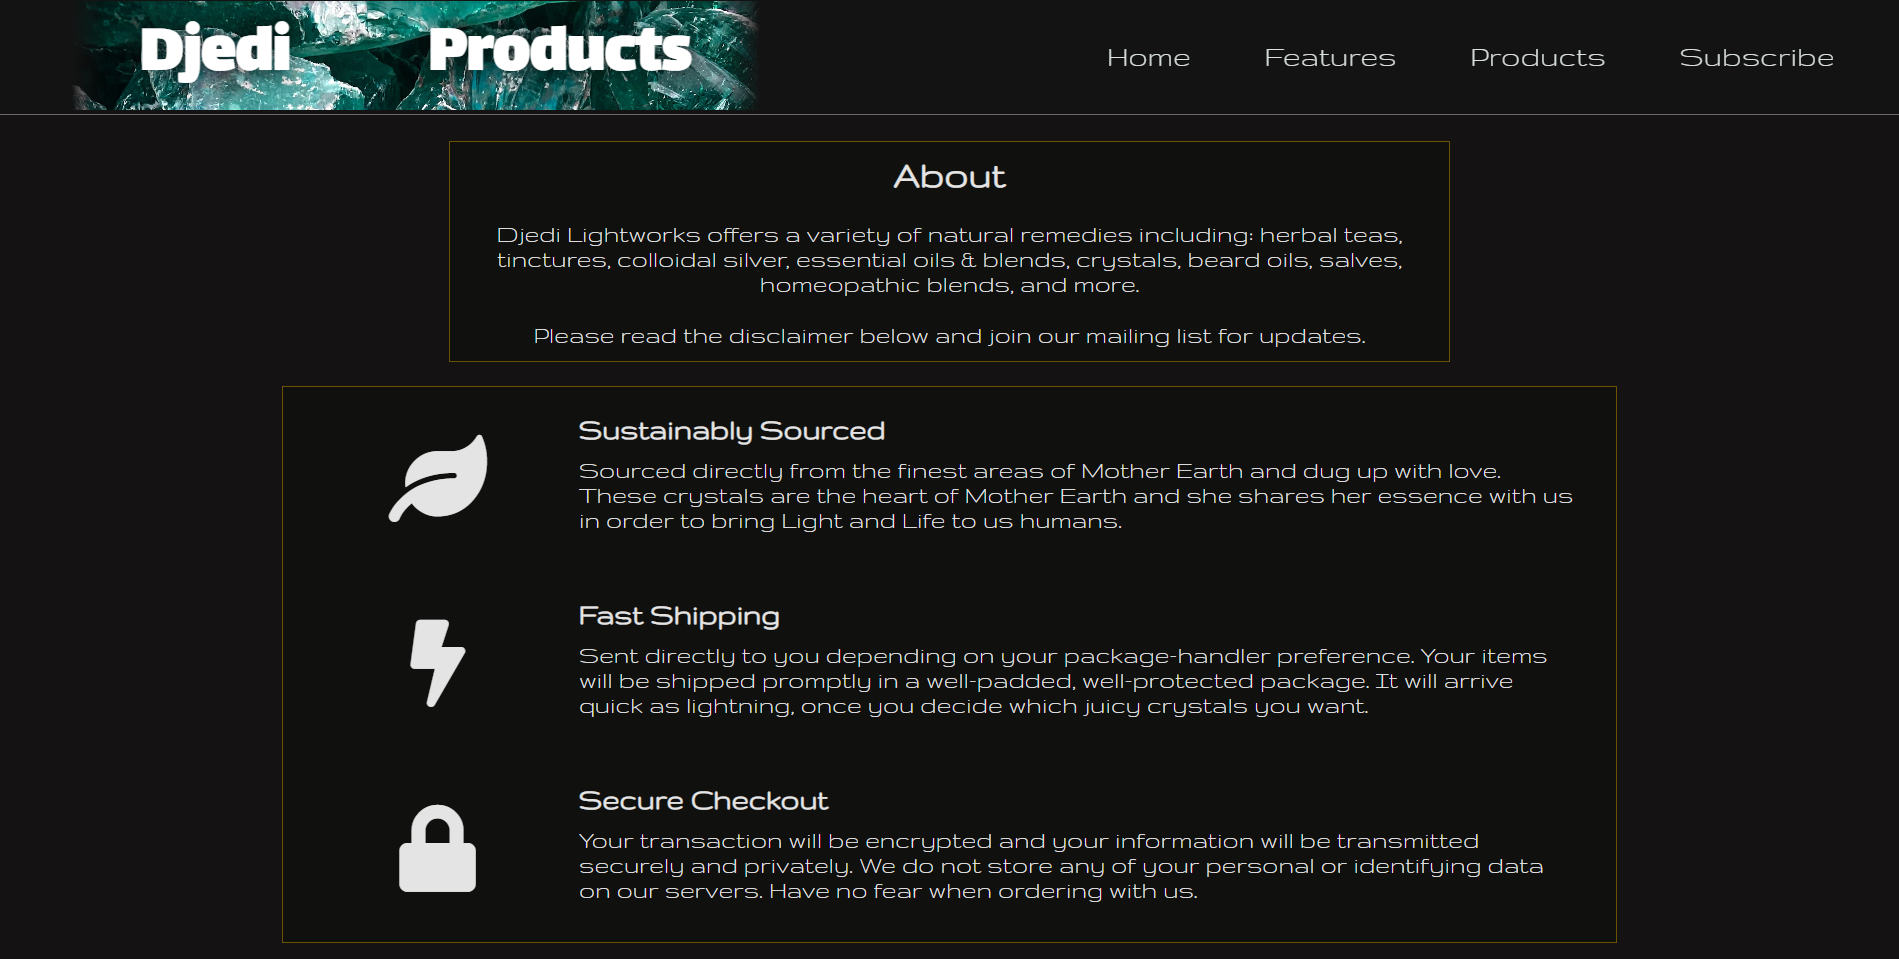 Djedi Products
Home Features Products Subscribe
About
Djedi Lightworks offers a variety of natural remedies including: herbal teas,
tinctures, colloidal silver, essential oils & blends, crystals, beard oils, salves,
homeopathic blends, and more.
Please read the disclaimer below and join our mailing list for updates.
Sustainably Sourced
Sourced directly from the finest areas of Mother Earth and dug up with love.
These crystals are the heart of Mother Earth and she shares her essence with us
in order to bring Light and Life to us humans.
Fast Shipping
Sent directly to you depending on your package-handler preference. Your items
will be shipped promptly in a well-padded, well-protected package. It will arrive
quick as lightning, once you decide which juicy crystals you want.
Secure Checkout
Your transaction will be encrypted and your information will be transmitted
securely and privately. We do not store any of your personal or identifying data
on our servers. Have no fear when ordering with us.